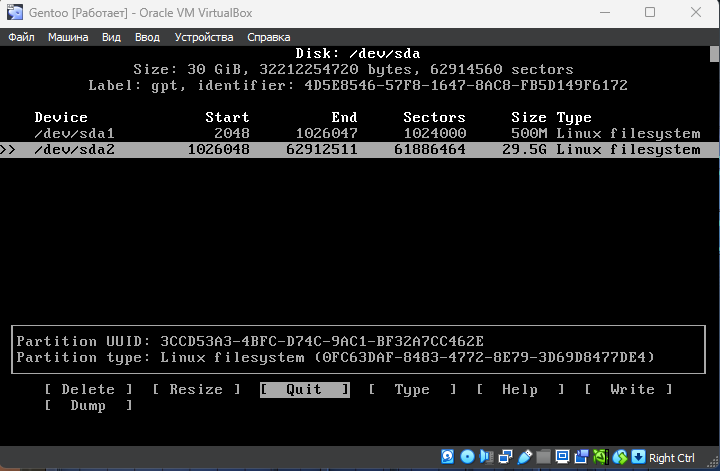 Gentoo [Работает] - Oracle VM VirtualBox
Файл Машина Вид Ввод Устройства Справка
Disk: /dev/sda
Size: 30 GiB, 32212254720 bytes, 62914560 sectors
Label: gpt, identifier: 4D5E8546-57F8-1647-8AC8-FB5D149F6172
Device Start End Sectors Size Type
/dev/sda1 2048 1026047 1024000 500M Linux filesystem
>> /dev/sda2 1026048 62912511 61886464 29.5G Linux filesystem
Partition UUID: 3CCD53A3-4BFC-D74C-9AC1-BF32A7CC462E
Partition type: Linux filesystem (0FC63DAF-8483-4772-8E79-3D69D8477DE4)
[ Delete ] [ Resize ] [ Quit ] [ Type ] [ Help ] [ Write ]
[ Dump ]
Right Ctrl